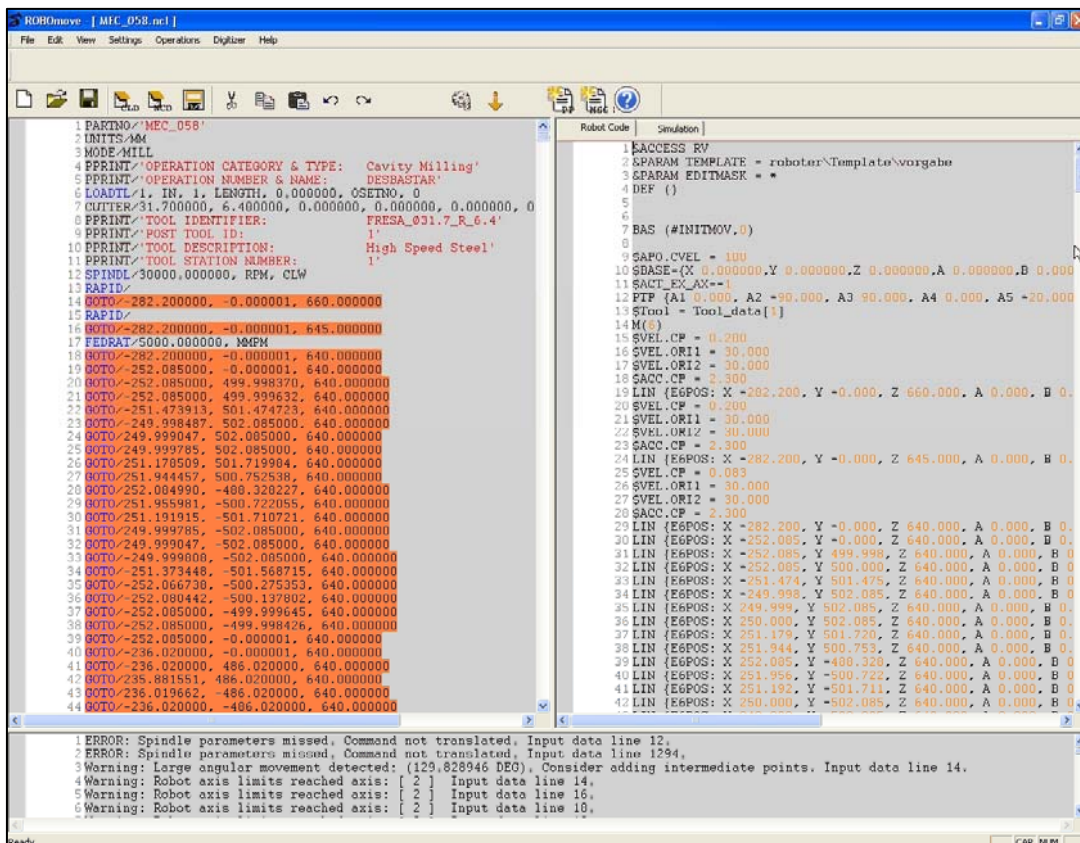 ROBOmove - [ MEC_058.ncl ]
File Edit View Settings Operations Digitizer Help
CLD NCD DP MGC
1 PARTNO/'MEC_058'
2 UNITS/MM
3 MODE/MILL
4 PPRINT/'OPERATION CATEGORY & TYPE: Cavity Milling'
5 PPRINT/'OPERATION NUMBER & NAME: DESBASTAR'
6 LOADTL/1, IN, 1, LENGTH, 0.000000, OSETNO, 0
7 CUTTER/31.700000, 6.400000, 0.000000, 0.000000, 0.000000, 0
8 PPRINT/'TOOL IDENTIFIER: FRESA_Ø31.7_R_6.4'
9 PPRINT/'POST TOOL ID: 1'
10 PPRINT/'TOOL DESCRIPTION: High Speed Steel'
11 PPRINT/'TOOL STATION NUMBER: 1'
12 SPINDL/30000.000000, RPM, CLW
13 RAPID/
14 GOTO/-282.200000, -0.000001, 660.000000
15 RAPID/
16 GOTO/-282.200000, -0.000001, 645.000000
17 FEDRAT/5000.000000, MMPM
18 GOTO/-282.200000, -0.000001, 640.000000
19 GOTO/-252.085000, -0.000001, 640.000000
20 GOTO/-252.085000, 499.998370, 640.000000
21 GOTO/-252.085000, 499.999632, 640.000000
22 GOTO/-251.473913, 501.474723, 640.000000
23 GOTO/-249.998487, 502.085000, 640.000000
24 GOTO/249.999047, 502.085000, 640.000000
25 GOTO/249.999785, 502.085000, 640.000000
26 GOTO/251.178509, 501.719904, 640.000000
27 GOTO/251.944457, 500.752538, 640.000000
28 GOTO/252.084990, -488.328227, 640.000000
29 GOTO/251.955981, -500.722055, 640.000000
30 GOTO/251.191915, -501.710721, 640.000000
31 GOTO/249.999785, -502.085000, 640.000000
32 GOTO/249.999047, -502.085000, 640.000000
33 GOTO/-249.999808, -502.085000, 640.000000
34 GOTO/-251.373448, -501.568715, 640.000000
35 GOTO/-252.066730, -500.275353, 640.000000
36 GOTO/-252.080442, -500.137802, 640.000000
37 GOTO/-252.085000, -499.999645, 640.000000
38 GOTO/-252.085000, -499.998426, 640.000000
39 GOTO/-252.085000, -0.000001, 640.000000
40 GOTO/-236.020000, -0.000001, 640.000000
41 GOTO/-236.020000, 486.020000, 640.000000
42 GOTO/235.881551, 486.020000, 640.000000
43 GOTO/236.019662, -486.020000, 640.000000
44 GOTO/-236.020000, -486.020000, 640.000000
Robot Code Simulation
1 &ACCESS RV
2 &PARAM TEMPLATE = roboter\Template\vorgabe
3 &PARAM EDITMASK = *
4 DEF ()
5
6
7 BAS (#INITMOV,0)
8
9 $APO.CVEL = 100
10 $BASE={X 0.000000,Y 0.000000,Z 0.000000,A 0.000000,B 0.000
11 $ACT_EX_AX==1
12 PTP {A1 0.000, A2 -90.000, A3 90.000, A4 0.000, A5 -20.000
13 $Tool = Tool_data[1]
14 M(6)
15 $VEL.CP = 0.200
16 $VEL.ORI1 = 30.000
17 $VEL.ORI2 = 30.000
18 $ACC.CP = 2.300
19 LIN {E6POS: X -282.200, Y -0.000, Z 660.000, A 0.000, B 0.
20 $VEL.CP = 0.200
21 $VEL.ORI1 = 30.000
22 $VEL.ORI2 = 30.000
23 $ACC.CP = 2.300
24 LIN {E6POS: X -282.200, Y -0.000, Z 645.000, A 0.000, B 0.
25 $VEL.CP = 0.083
26 $VEL.ORI1 = 30.000
27 $VEL.ORI2 = 30.000
28 $ACC.CP = 2.300
29 LIN {E6POS: X -282.200, Y -0.000, Z 640.000, A 0.000, B 0.
30 LIN {E6POS: X -252.085, Y -0.000, Z 640.000, A 0.000, B 0.
31 LIN {E6POS: X -252.085, Y 499.998, Z 640.000, A 0.000, B 0
32 LIN {E6POS: X -252.085, Y 500.000, Z 640.000, A 0.000, B 0
33 LIN {E6POS: X -251.474, Y 501.475, Z 640.000, A 0.000, B 0
34 LIN {E6POS: X -249.998, Y 502.085, Z 640.000, A 0.000, B 0
35 LIN {E6POS: X 249.999, Y 502.085, Z 640.000, A 0.000, B 0.
36 LIN {E6POS: X 250.000, Y 502.085, Z 640.000, A 0.000, B 0.
37 LIN {E6POS: X 251.179, Y 501.720, Z 640.000, A 0.000, B 0.
38 LIN {E6POS: X 251.944, Y 500.753, Z 640.000, A 0.000, B 0.
39 LIN {E6POS: X 252.085, Y -488.328, Z 640.000, A 0.000, B 0
40 LIN {E6POS: X 251.956, Y -500.722, Z 640.000, A 0.000, B 0
41 LIN {E6POS: X 251.192, Y -501.711, Z 640.000, A 0.000, B 0
42 LIN {E6POS: X 250.000, Y -502.085, Z 640.000, A 0.000, B 0
1 ERROR: Spindle parameters missed, Command not translated, Input data line 12.
2 ERROR: Spindle parameters missed, Command not translated, Input data line 1294.
3 Warning: Large angular movement detected: (129.828946 DEG), Consider adding intermediate points. Input data line 14.
4 Warning: Robot axis limits reached axis: [ 2 ] Input data line 14.
5 Warning: Robot axis limits reached axis: [ 2 ] Input data line 16.
6 Warning: Robot axis limits reached axis: [ 2 ] Input data line 18.
Ready
CAP NUM